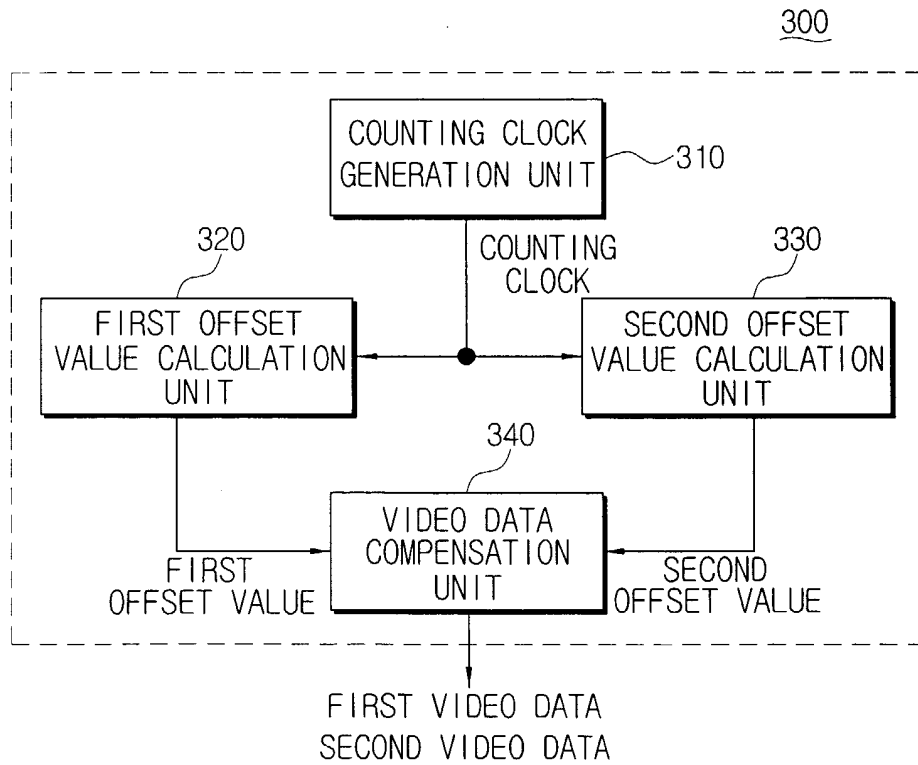 300
COUNTING CLOCK
GENERATION UNIT
310
COUNTING
CLOCK
320
330
FIRST OFFSET
VALUE CALCULATION
UNIT
SECOND OFFSET
VALUE CALCULATION
UNIT
340
VIDEO DATA
COMPENSATION
UNIT
FIRST
OFFSET VALUE
SECOND
OFFSET VALUE
FIRST VIDEO DATA
SECOND VIDEO DATA